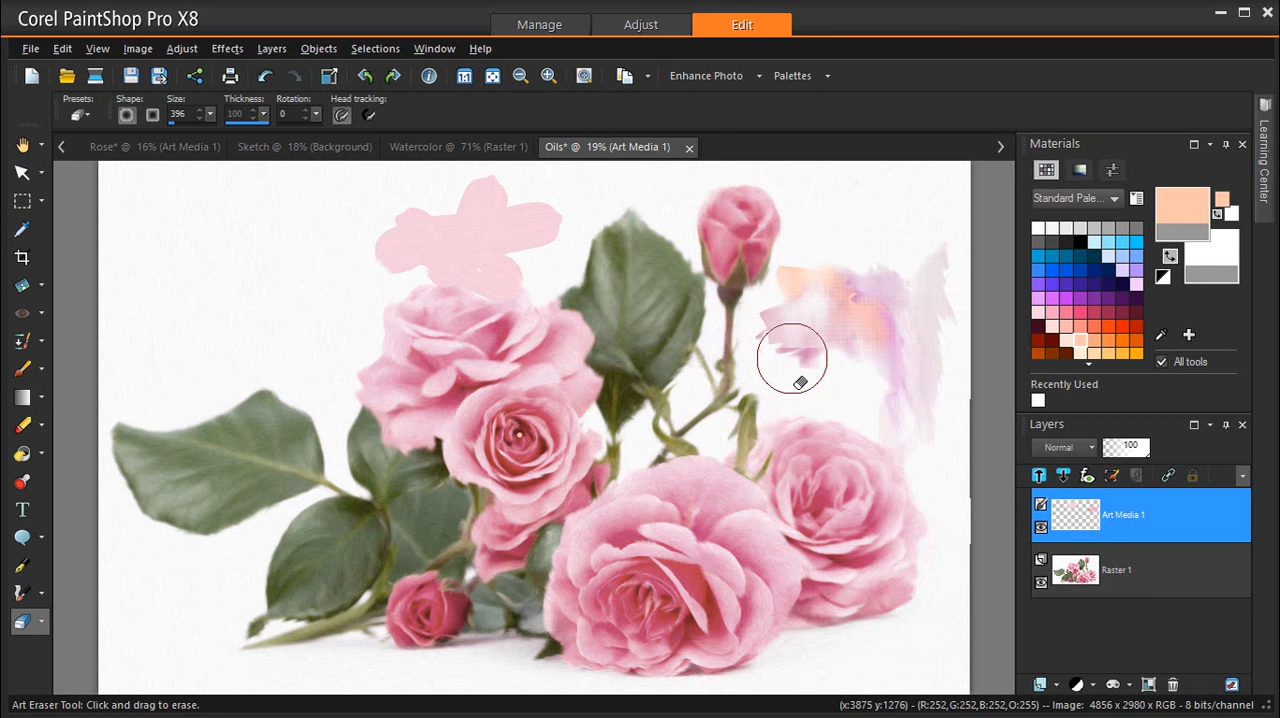 Corel PaintShop Pro X8
Manage Adjust Edit
File Edit View Image Adjust Effects Layers Objects Selections Window Help
Enhance Photo Palettes
Presets: Shape: Size: Thickness: Rotation: Head tracking:
396 100 0
Rose* @ 16% (Art Media 1) Sketch @ 18% (Background) Watercolor @ 71% (Raster 1) Oils* @ 19% (Art Media 1)
Learning Center
Materials
Standard Pale...
All tools
Recently Used
Layers
Normal 100
Art Media 1
Raster 1
Art Eraser Tool: Click and drag to erase. (x:3875 y:1276) - (R:252,G:252,B:252,O:255) -- Image: 4856 x 2980 x RGB - 8 bits/channel